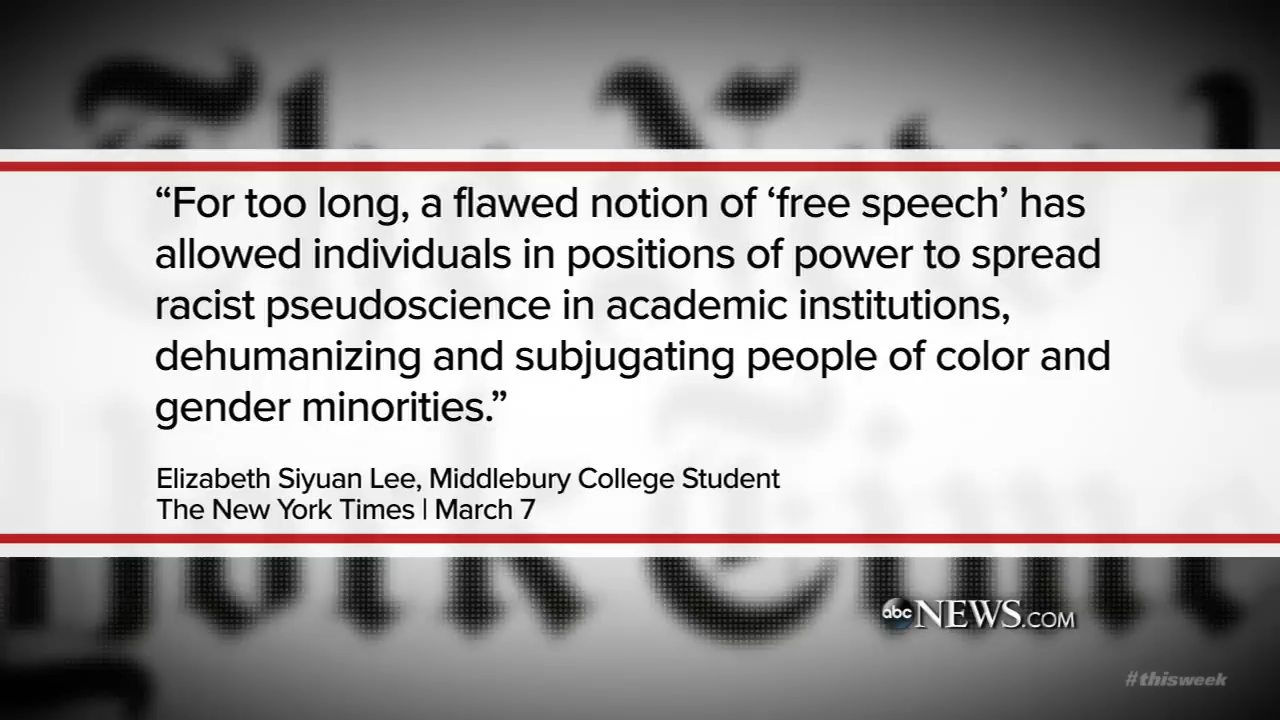 “For too long, a flawed notion of ‘free speech’ has
allowed individuals in positions of power to spread
racist pseudoscience in academic institutions,
dehumanizing and subjugating people of color and
gender minorities.”
Elizabeth Siyuan Lee, Middlebury College Student
The New York Times | March 7
abc NEWS.COM
#thisweek